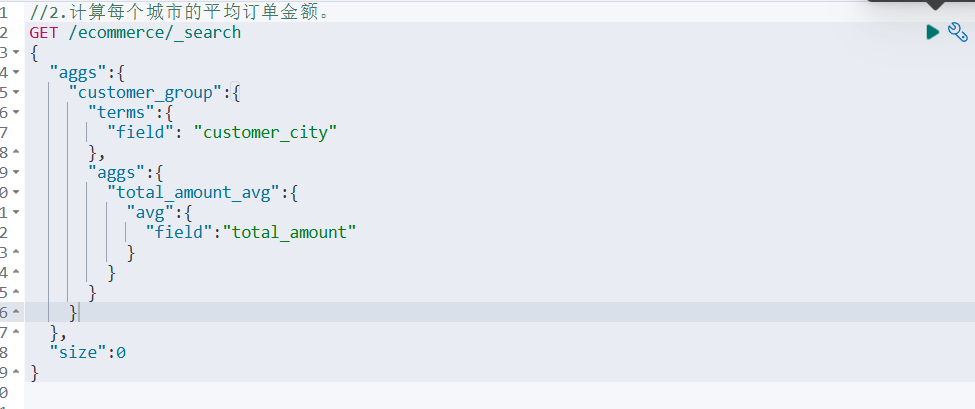 1 //2.计算每个城市的平均订单金额。
2 GET /ecommerce/_search
3 {
4 "aggs":{
5 "customer_group":{
6 "terms":{
7 "field": "customer_city"
8 },
9 "aggs":{
0 "total_amount_avg":{
1 "avg":{
2 "field":"total_amount"
3 }
4 }
5 }
6 }
7 },
8 "size":0
9 }
0